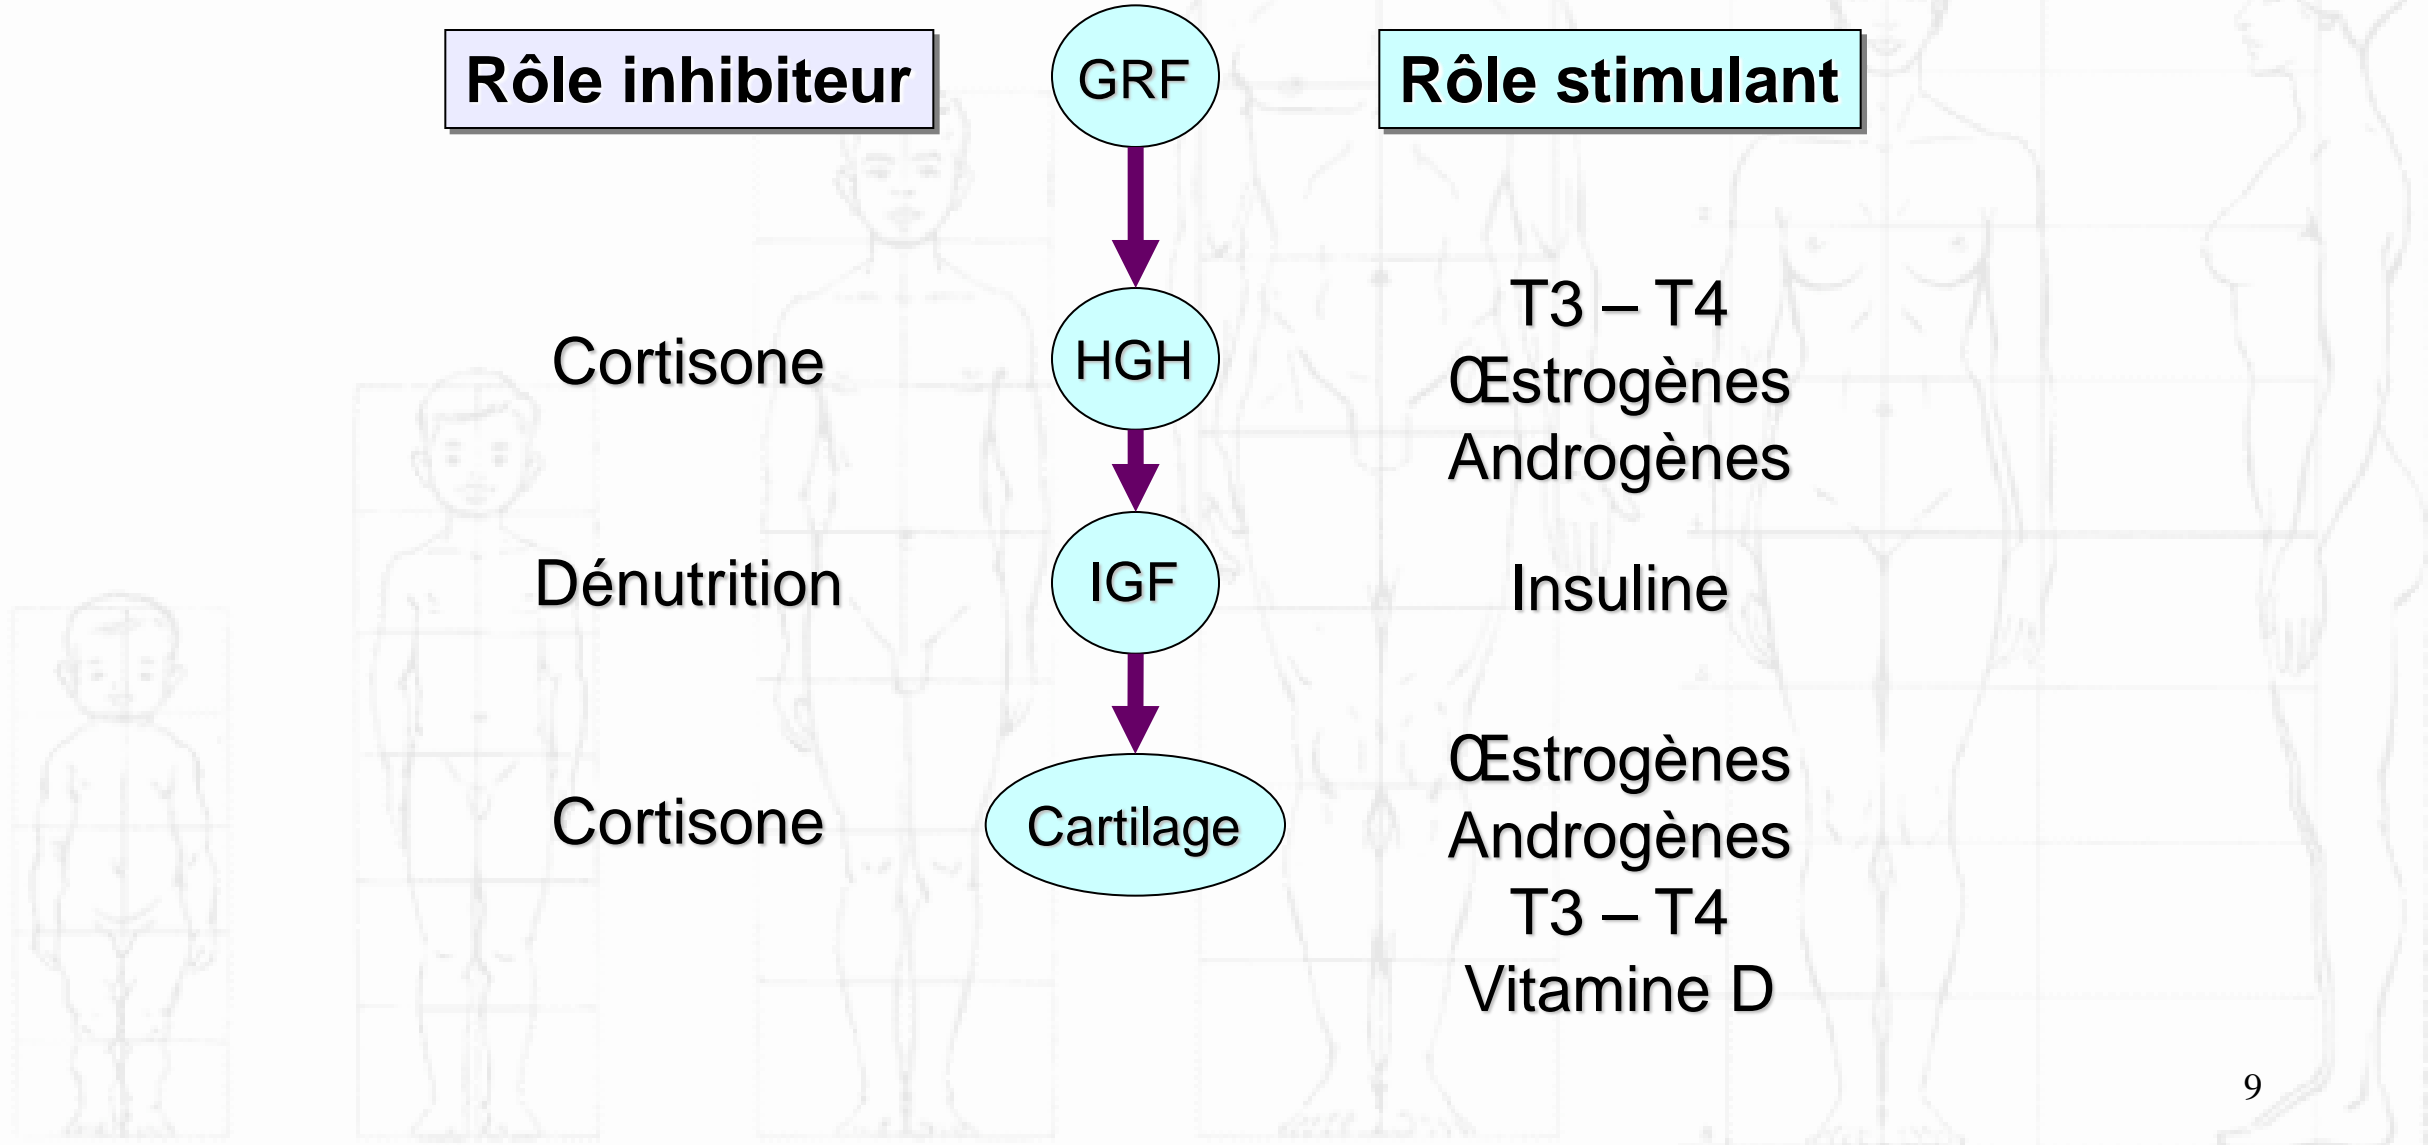 Rôle inhibiteur
GRF
Rôle stimulant
Cortisone
HGH
T3 – T4
Œstrogènes
Androgènes
Dénutrition
IGF
Insuline
Cortisone
Cartilage
Œstrogènes
Androgènes
T3 – T4
Vitamine D
9